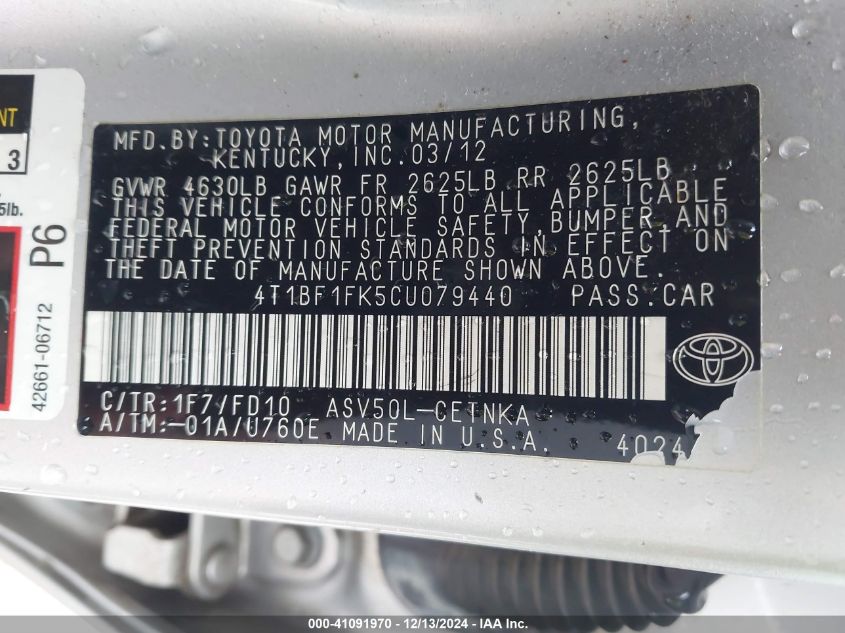 MFD.BY:TOYOTA MOTOR MANUFACTURING,
KENTUCKY, INC. 03/12
GVWR 4630LB GAWR FR 2625LB RR 2625LB
THIS VEHICLE CONFORMS TO ALL APPLICABLE
FEDERAL MOTOR VEHICLE SAFETY, BUMPER, AND
THEFT PREVENTION STANDARDS IN EFFECT ON
THE DATE OF MANUFACTURE SHOWN ABOVE.
4T1BF1FK5CU079440 PASS.CAR
C/TR:1F7/FD10 ASV50L-CETNKA
A/TM:-01A/U760E MADE IN U.S.A.
4024
3
5lb.
P6
42661-06712
000-41091970 - 12/13/2024 - IAA Inc.